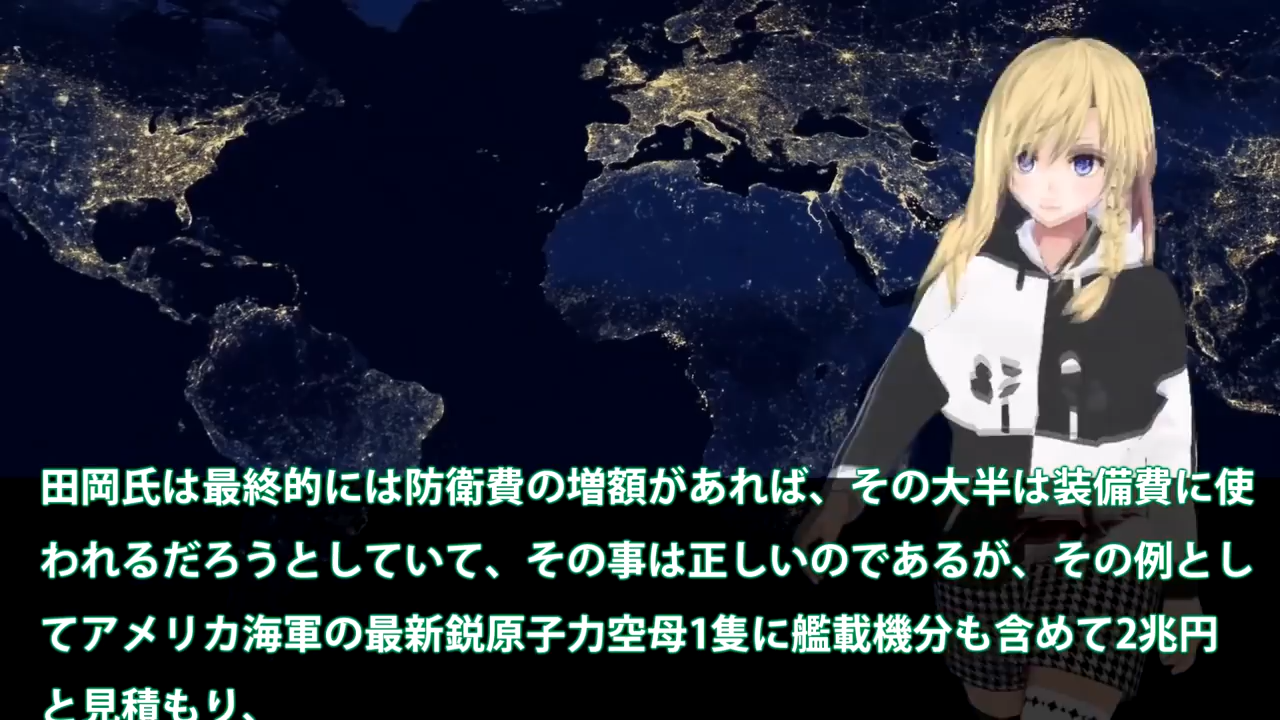 田岡氏は最終的には防衛費の増額があれば、その大半は装備費に使
われるだろうとしていて、その事は正しいのであるが、その例とし
てアメリカ海軍の最新鋭原子力空母1隻に艦載機分も含めて2兆円
と見積もり、